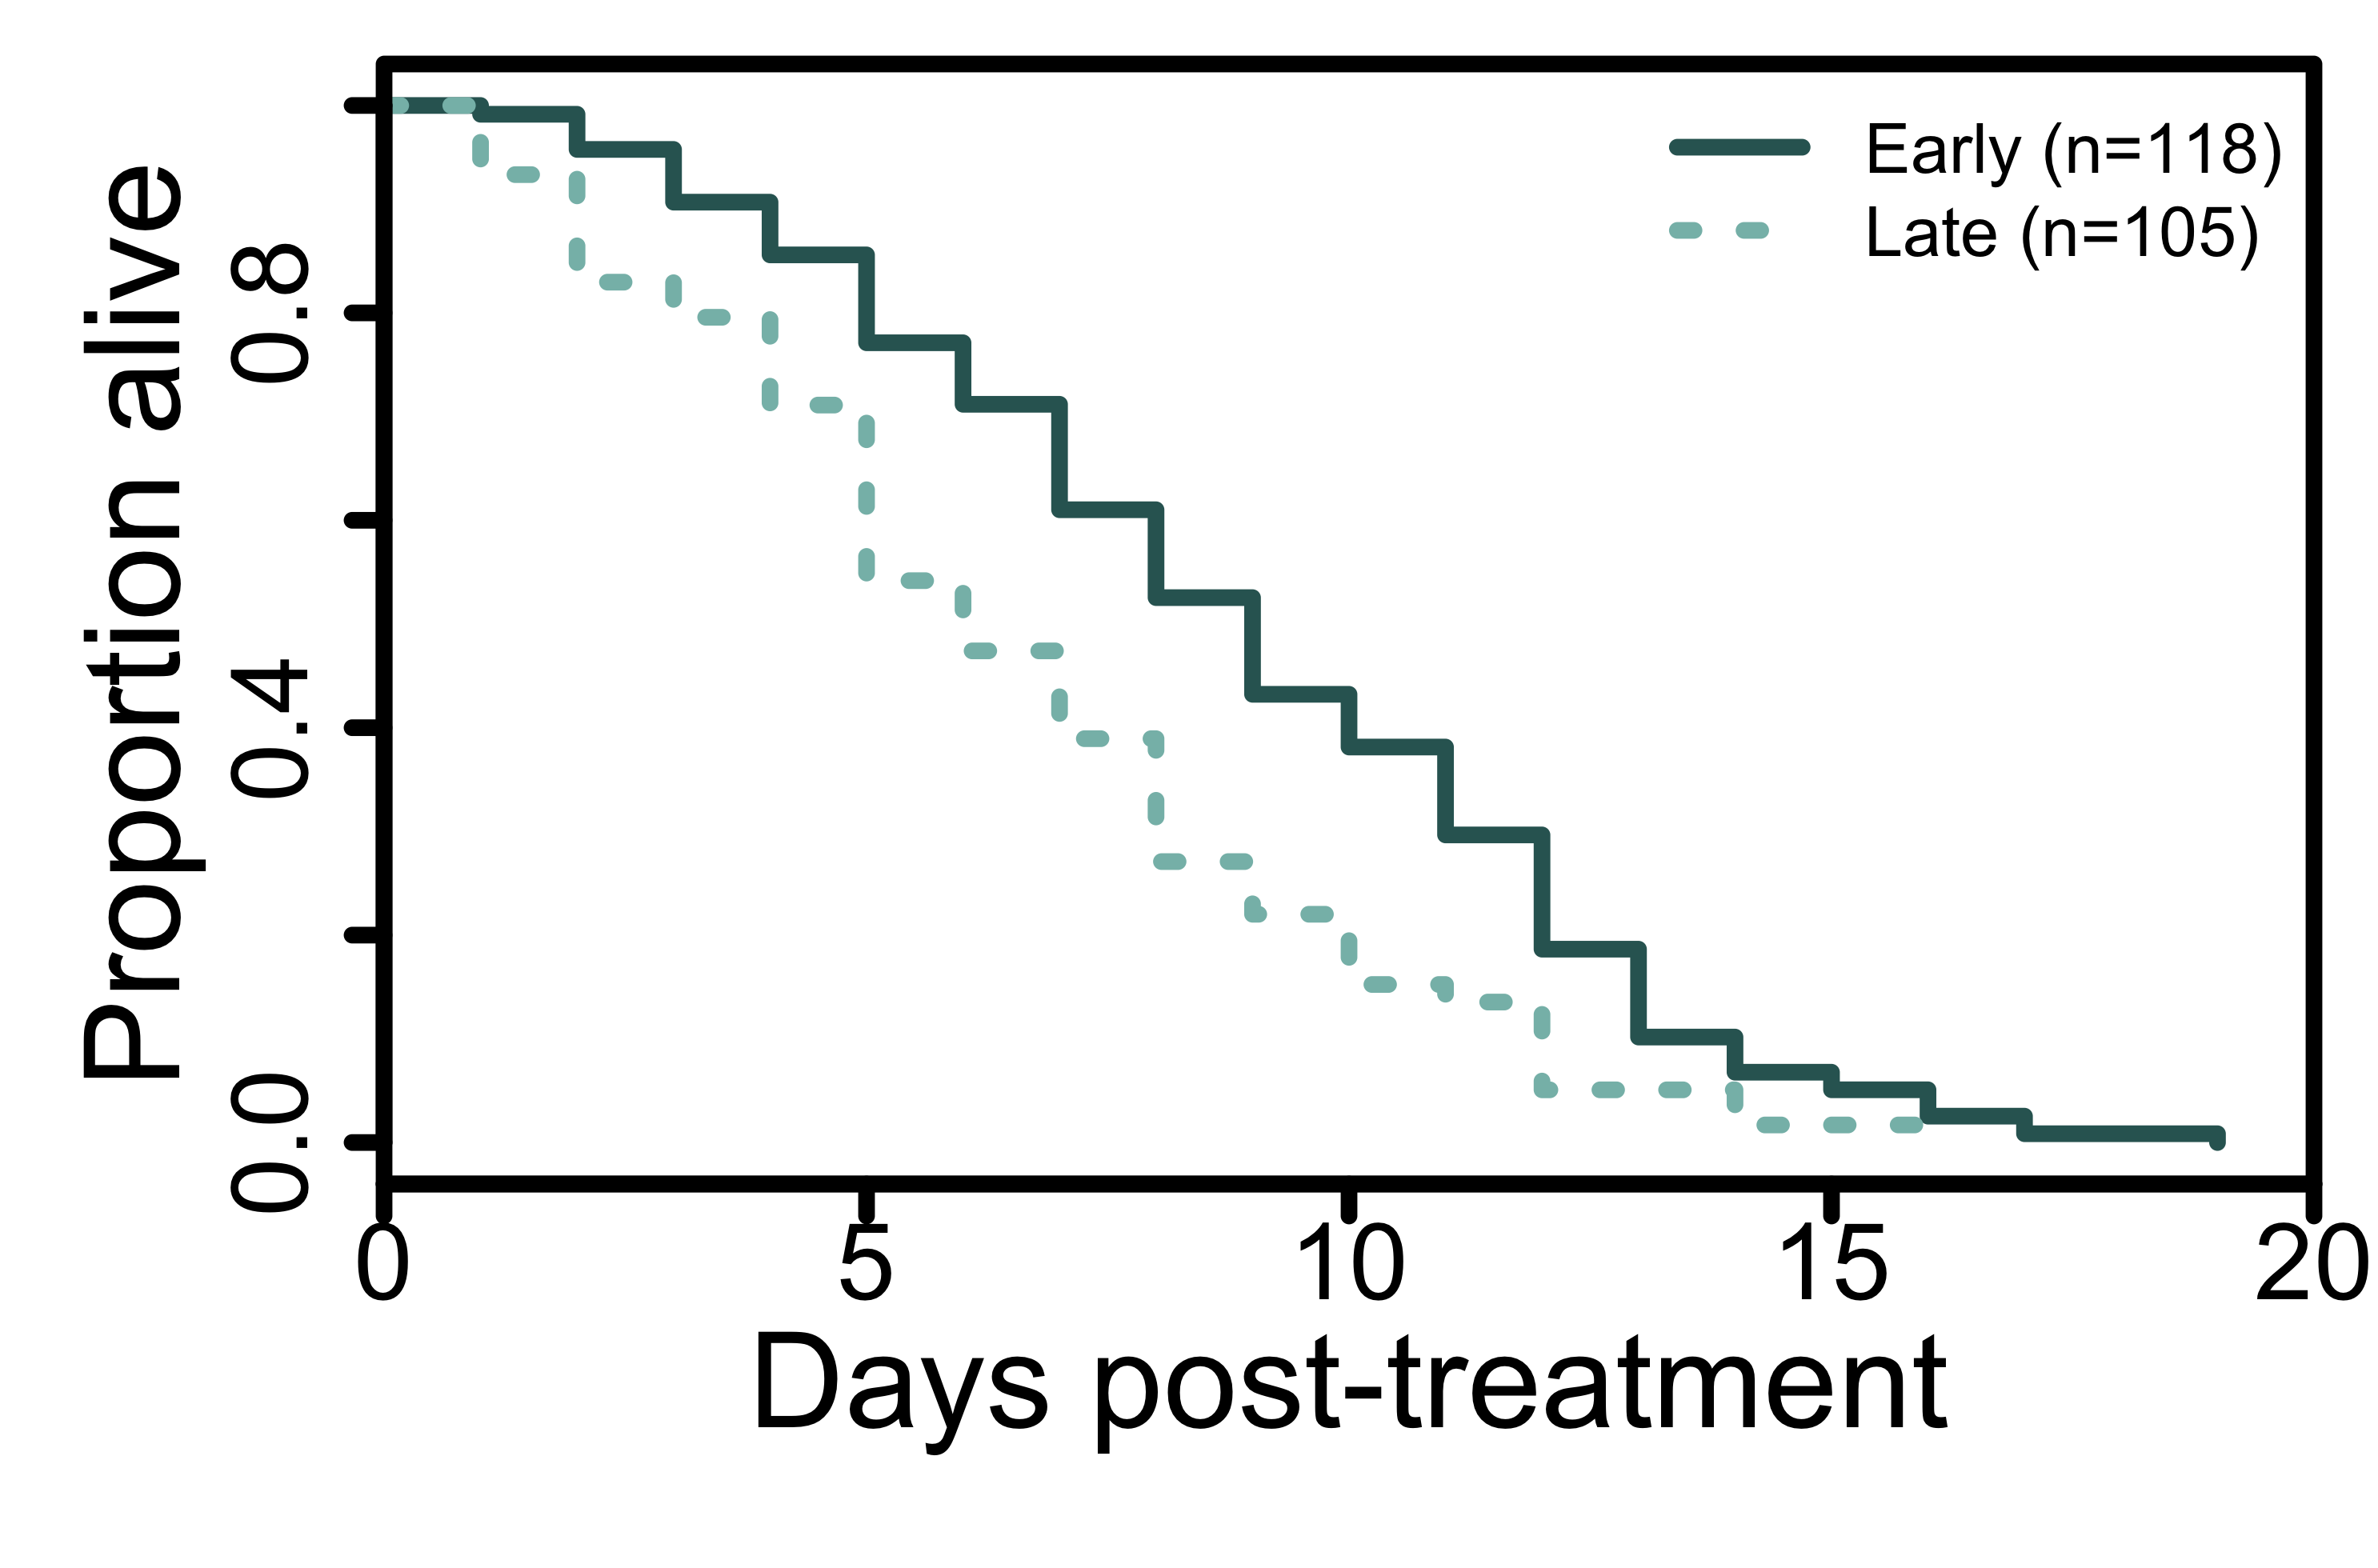 Early (n=118)
Late (n=105)
Proportion alive
0.8
0.4
0.0
0 5 10 15 20
Days post-treatment